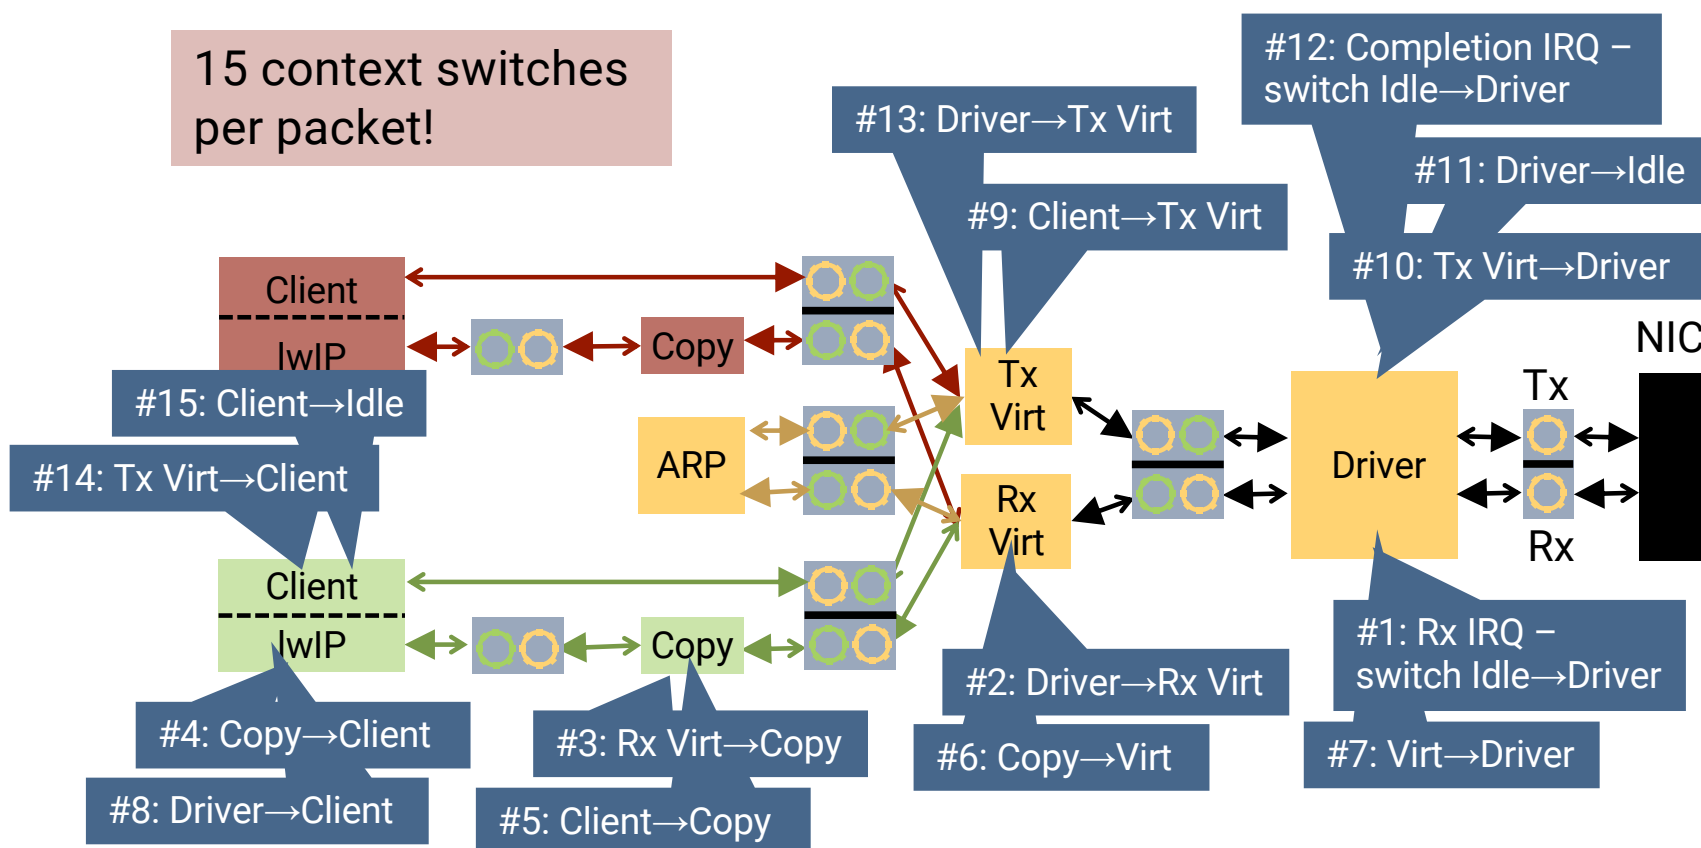 15 context switches
per packet!
#12: Completion IRQ –
switch Idle→Driver
#13: Driver→Tx Virt
#11: Driver→Idle
#9: Client→Tx Virt
#10: Tx Virt→Driver
Client
lwIP
Copy
NIC
Tx
Virt
Tx
#15: Client→Idle
#14: Tx Virt→Client
ARP
Driver
Rx
Virt
Rx
Client
lwIP
Copy
#1: Rx IRQ –
switch Idle→Driver
#2: Driver→Rx Virt
#4: Copy→Client
#3: Rx Virt→Copy
#6: Copy→Virt
#7: Virt→Driver
#8: Driver→Client
#5: Client→Copy